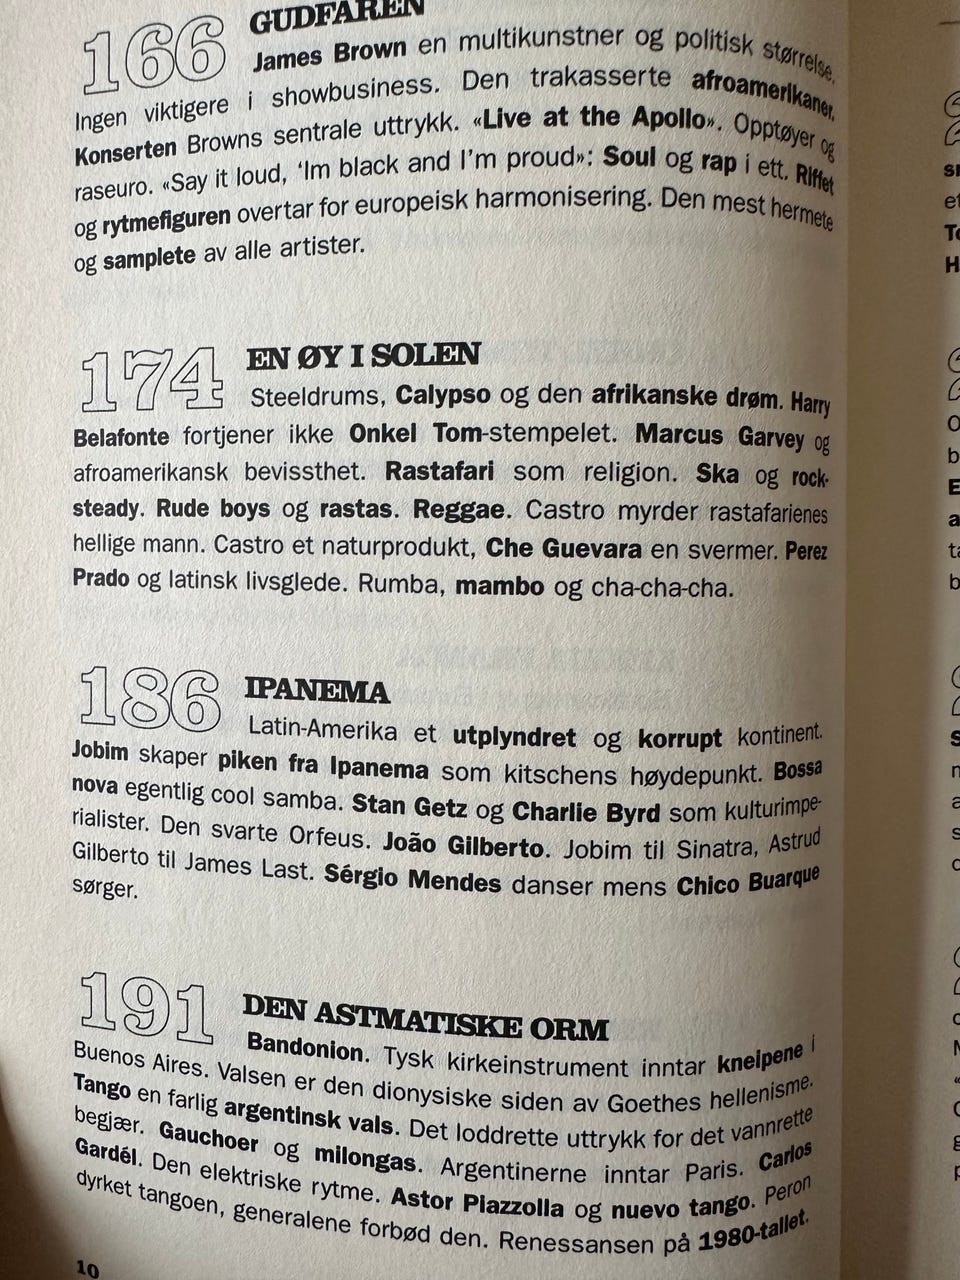 166 GUDFAREN
James Brown en multikunstner og politisk størrelse.
Ingen viktigere i showbusiness. Den trakasserte afroamerikaner.
Konserten Browns sentrale uttrykk. «Live at the Apollo». Opptøyer og
raseuro. «Say it loud, 'Im black and I'm proud»: Soul og rap i ett. Riffet
og rytmefiguren overtar for europeisk harmonisering. Den mest hermete
og samplete av alle artister.
174 EN ØY I SOLEN
Steeldrums, Calypso og den afrikanske drøm. Harry
Belafonte fortjener ikke Onkel Tom-stempelet. Marcus Garvey og
afroamerikansk bevissthet. Rastafari som religion. Ska og rock-
steady. Rude boys og rastas. Reggae. Castro myrder rastafarienes
hellige mann. Castro et naturprodukt, Che Guevara en svermer. Perez
Prado og latinsk livsglede. Rumba, mambo og cha-cha-cha.
186 IPANEMA
Latin-Amerika et utplyndret og korrupt kontinent.
Jobim skaper piken fra Ipanema som kitschens høydepunkt. Bossa
nova egentlig cool samba. Stan Getz og Charlie Byrd som kulturimpe-
rialister. Den svarte Orfeus. João Gilberto. Jobim til Sinatra, Astrud
Gilberto til James Last. Sérgio Mendes danser mens Chico Buarque
sørger.
191 DEN ASTMATISKE ORM
Bandonion. Tysk kirkeinstrument inntar kneipene i
Buenos Aires. Valsen er den dionysiske siden av Goethes hellenisme.
Tango en farlig argentinsk vals. Det loddrette uttrykk for det vannrette
begjær. Gauchoer og milongas. Argentinerne inntar Paris. Carlos
Gardél. Den elektriske rytme. Astor Piazzolla og nuevo tango. Peron
dyrket tangoen, generalene forbød den. Renessansen på 1980-tallet.
10